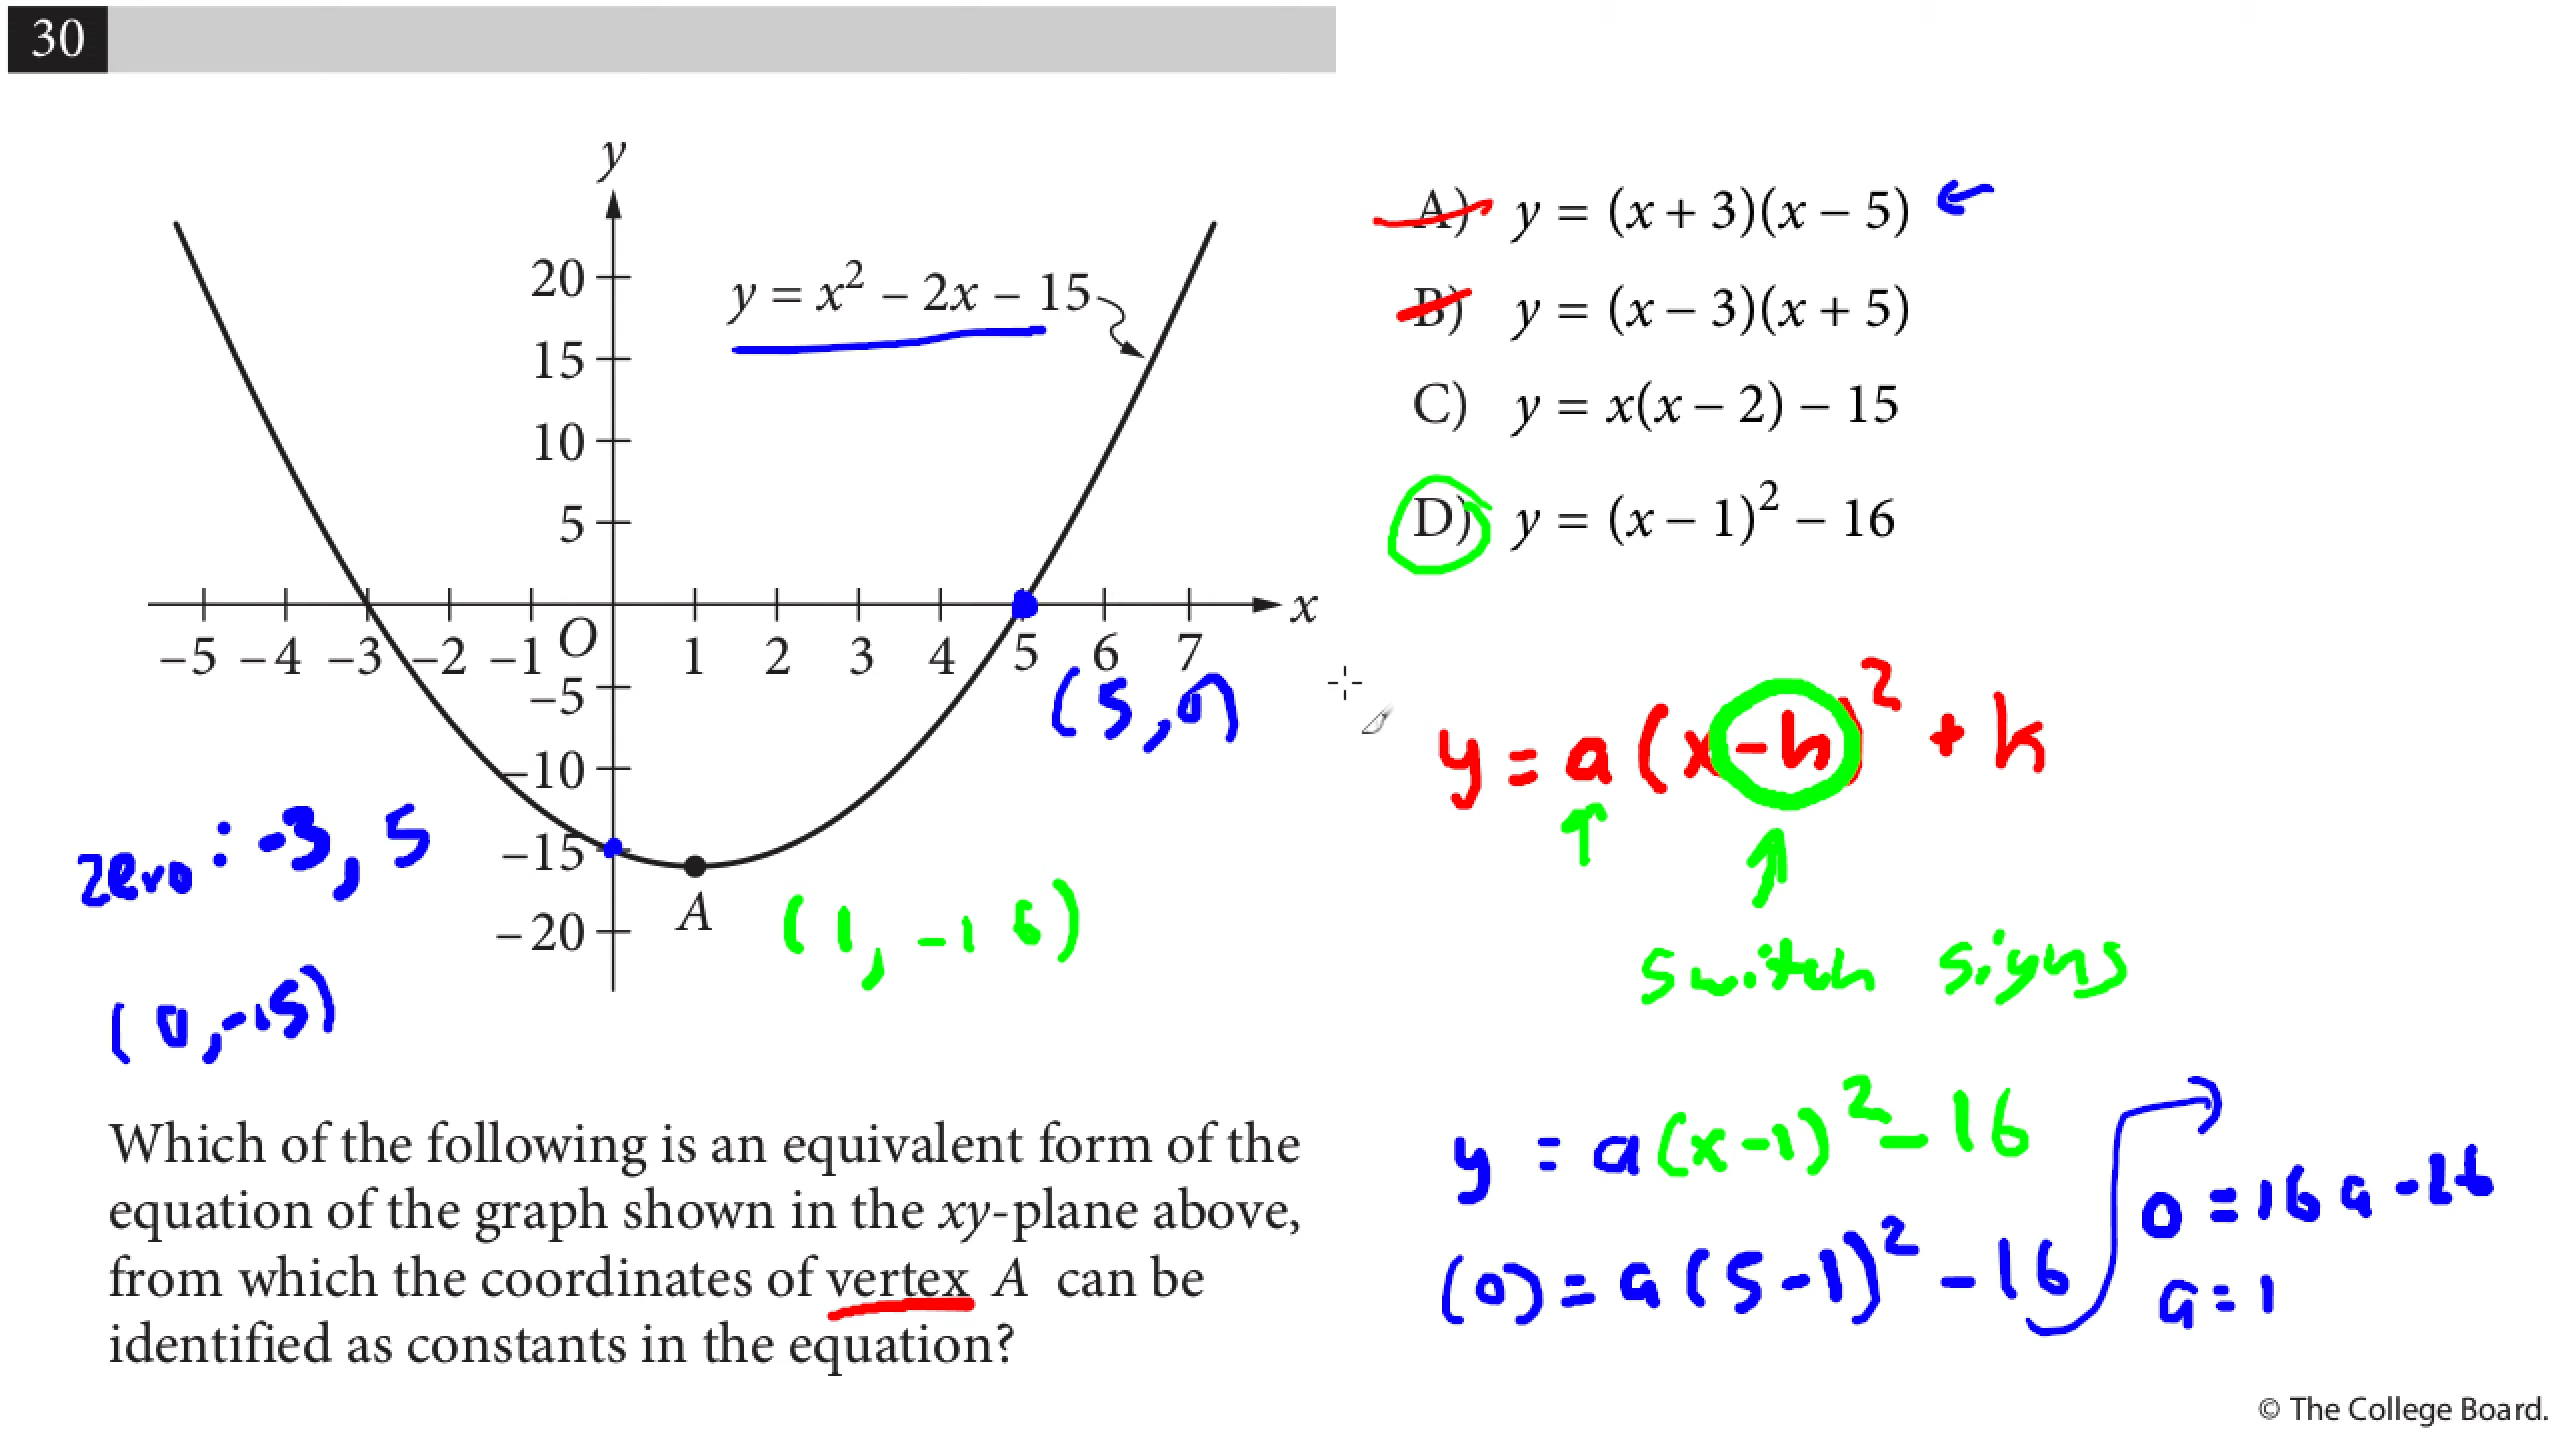 30
y
20
15
10
5
y = x² − 2x − 15
x
−5 −4 −3 −2 −1 O 1 2 3 4 5 6 7
−5
−10
−15
−20
A
(5,0)
zero: -3, 5
(0,-15)
(1, -16)
Which of the following is an equivalent form of the
equation of the graph shown in the xy-plane above,
from which the coordinates of vertex A can be
identified as constants in the equation?
A) y = (x + 3)(x − 5)
B) y = (x − 3)(x + 5)
C) y = x(x − 2) − 15
D) y = (x − 1)² − 16
y = a(x-h)² + k
switch signs
y = a(x-1)² - 16
(0) = a(5-1)² - 16
0 = 16a - 16
a = 1
© The College Board.